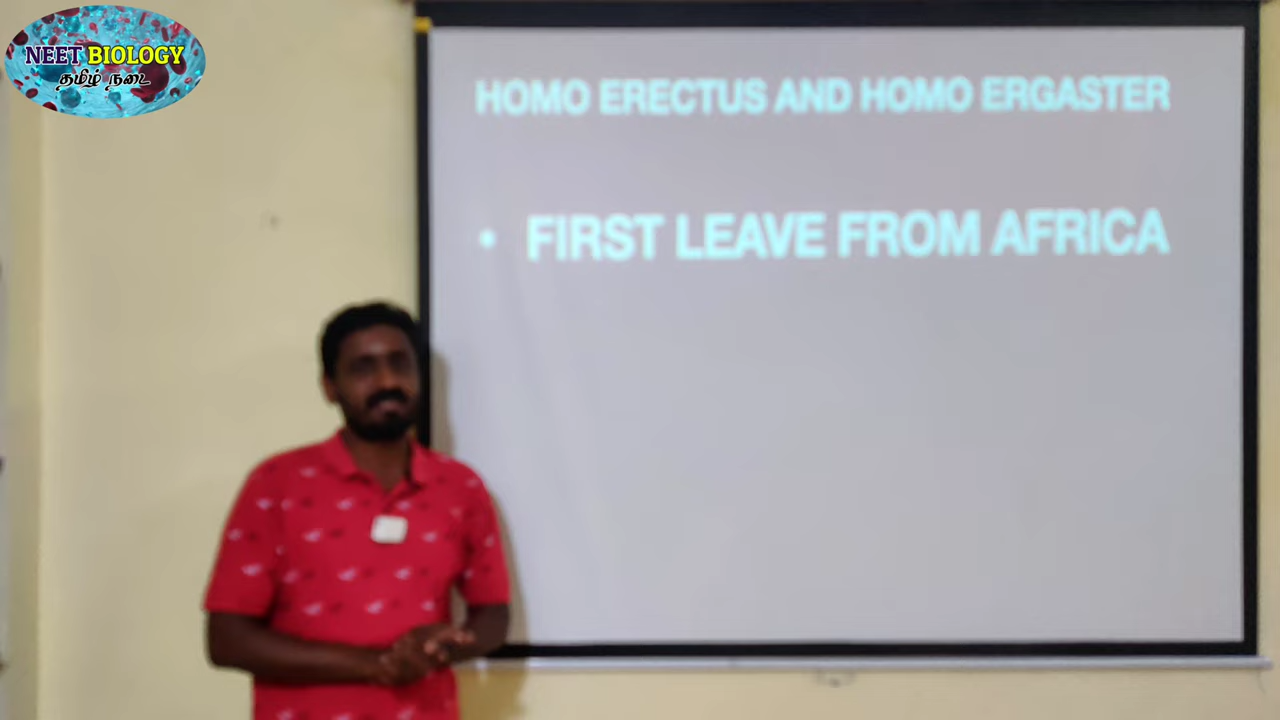 NEET BIOLOGY
தமிழ் நடை
HOMO ERECTUS AND HOMO ERGASTER
• FIRST LEAVE FROM AFRICA